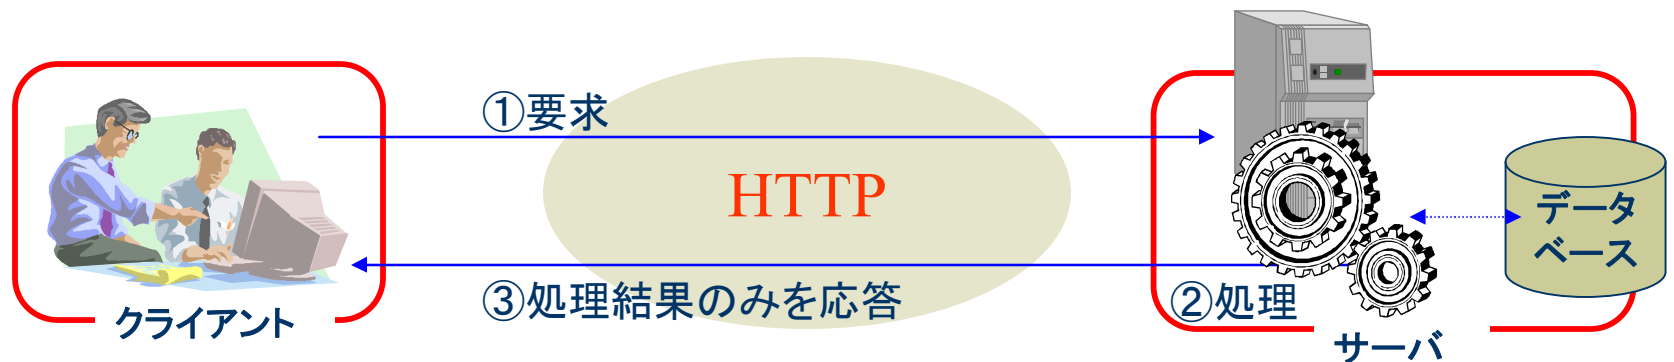 ①要求
HTTP
データ
ベース
③処理結果のみを応答
②処理
クライアント
サーバ